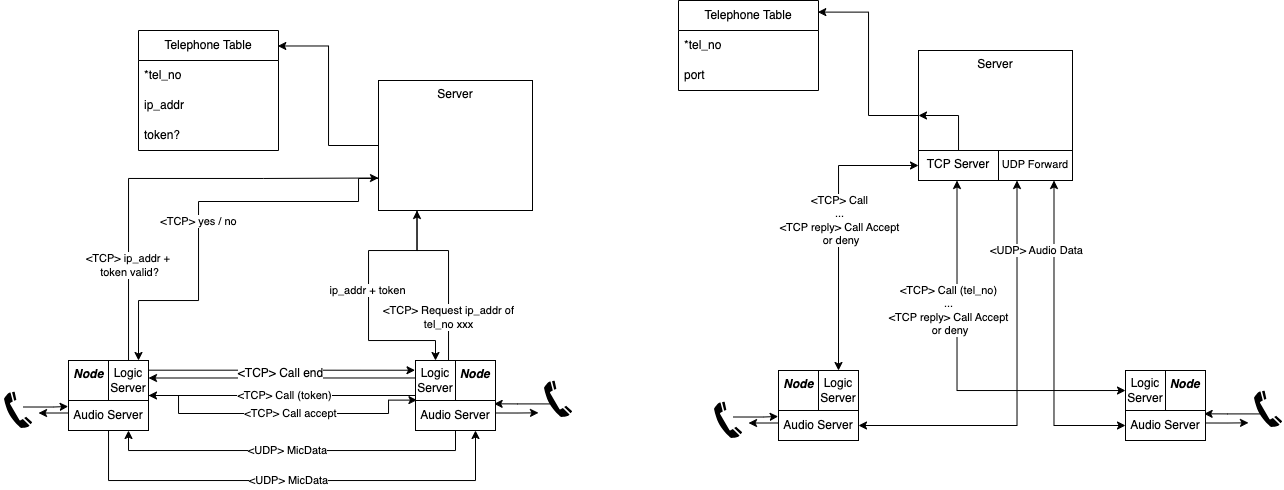 Telephone Table
*tel_no
ip_addr
token?
Server
<TCP> yes / no
<TCP> ip_addr +
token valid?
ip_addr + token
<TCP> Request ip_addr of
tel_no xxx
Node
Logic
Server
Audio Server
<TCP> Call end
<TCP> Call (token)
<TCP> Call accept
Logic
Server
Node
Audio Server
<UDP> MicData
<UDP> MicData
Telephone Table
*tel_no
port
Server
TCP Server
UDP Forward
<TCP> Call
...
<TCP reply> Call Accept
or deny
<UDP> Audio Data
<TCP> Call (tel_no)
...
<TCP reply> Call Accept
or deny
Node
Logic
Server
Audio Server
Logic
Server
Node
Audio Server